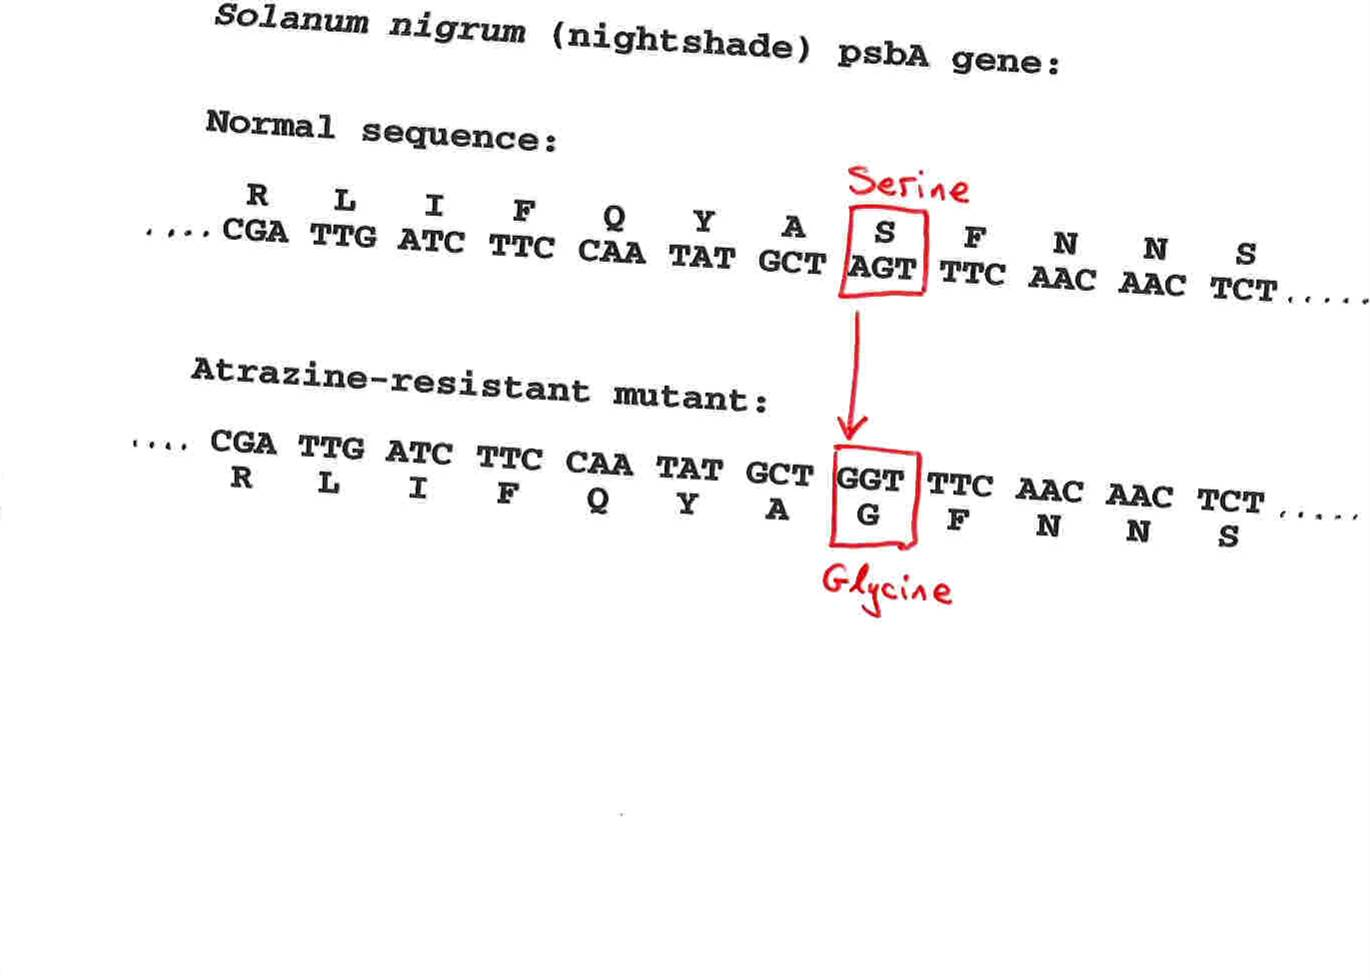 Solanum nigrum (nightshade) psbA gene:
Normal sequence:
Serine
R L I F Q Y A S F N N S
....CGA TTG ATC TTC CAA TAT GCT AGT TTC AAC AAC TCT.....
Atrazine-resistant mutant:
.... CGA TTG ATC TTC CAA TAT GCT GGT TTC AAC AAC TCT.....
R L I F Q Y A G F N N S
Glycine